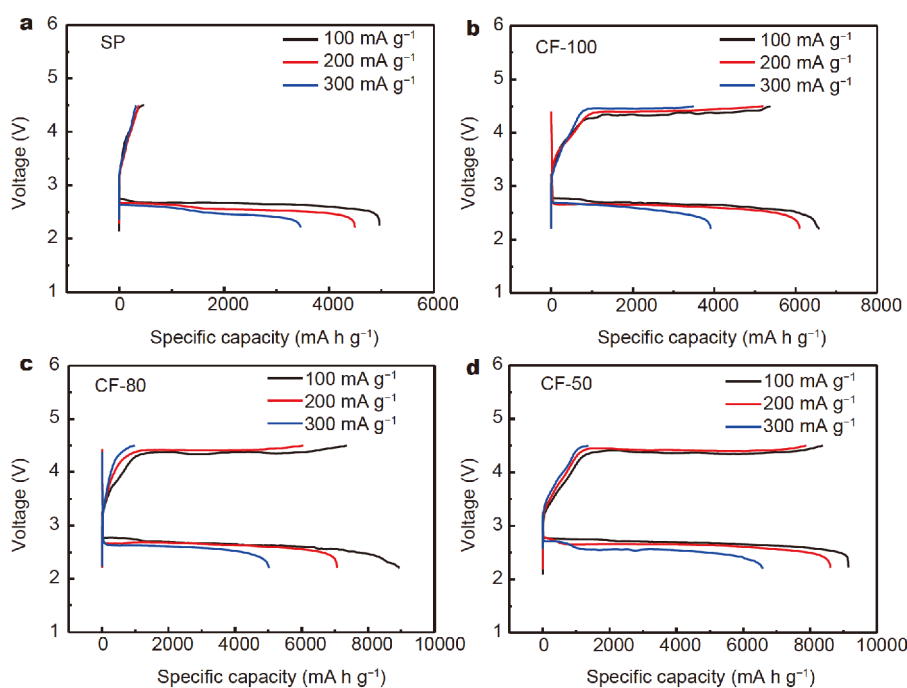 a
SP
100 mA g⁻¹
200 mA g⁻¹
300 mA g⁻¹
6
5
4
3
2
1
Voltage (V)
0 2000 4000 6000
Specific capacity (mA h g⁻¹)
b
CF-100
100 mA g⁻¹
200 mA g⁻¹
300 mA g⁻¹
6
5
4
3
2
1
Voltage (V)
0 2000 4000 6000 8000
Specific capacity (mA h g⁻¹)
c
CF-80
100 mA g⁻¹
200 mA g⁻¹
300 mA g⁻¹
6
5
4
3
2
1
Voltage (V)
0 2000 4000 6000 8000 10000
Specific capacity (mA h g⁻¹)
d
CF-50
100 mA g⁻¹
200 mA g⁻¹
300 mA g⁻¹
6
5
4
3
2
1
Voltage (V)
0 2000 4000 6000 8000 10000
Specific capacity (mA h g⁻¹)